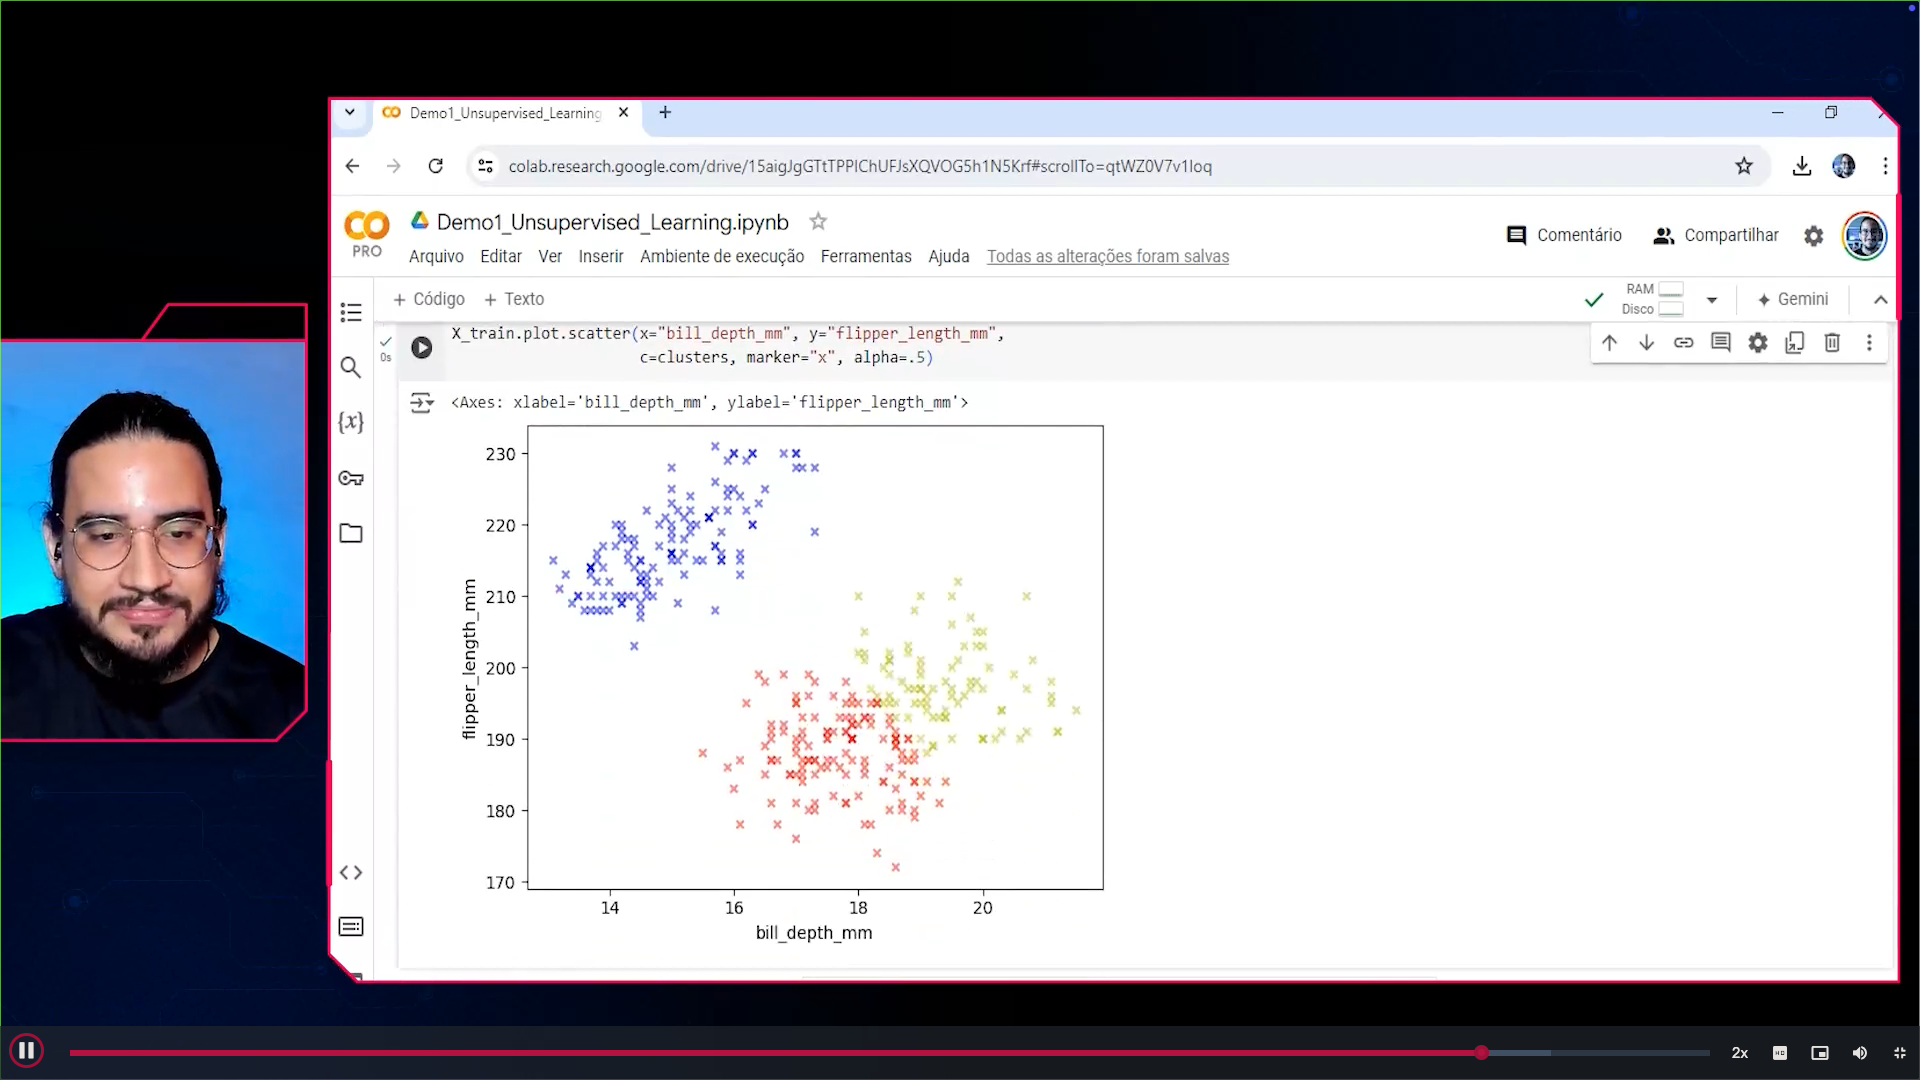 Demo1_Unsupervised_Learning
colab.research.google.com/drive/15aigJgGTtTPPIChUFJsXQVOG5h1N5Krf#scrollTo=qtWZ0V7v1Ioq
CO
PRO
Demo1_Unsupervised_Learning.ipynb
Comentário
Compartilhar
Arquivo Editar Ver Inserir Ambiente de execução Ferramentas Ajuda Todas as alterações foram salvas
+ Código + Texto
RAM
Disco
Gemini
0s
X_train.plot.scatter(x="bill_depth_mm", y="flipper_length_mm",
c=clusters, marker="x", alpha=.5)
<Axes: xlabel='bill_depth_mm', ylabel='flipper_length_mm'>
230
220
210
200
190
180
170
flipper_length_mm
14 16 18 20
bill_depth_mm
2x